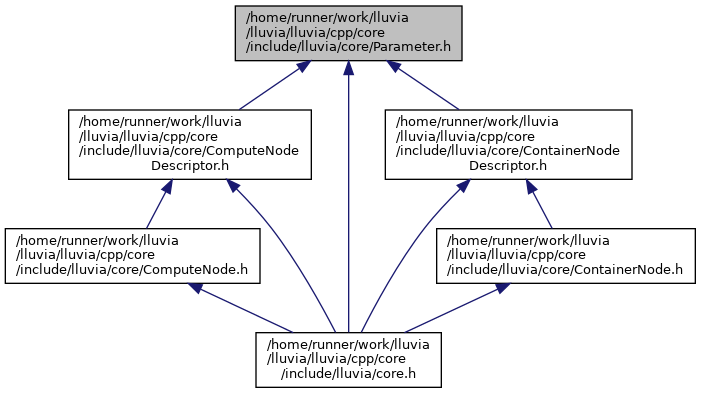 /home/runner/work/lluvia
/lluvia/lluvia/cpp/core
/include/lluvia/core/Parameter.h
/home/runner/work/lluvia
/lluvia/lluvia/cpp/core
/include/lluvia/core/ComputeNode
Descriptor.h
/home/runner/work/lluvia
/lluvia/lluvia/cpp/core
/include/lluvia/core/ContainerNode
Descriptor.h
/home/runner/work/lluvia
/lluvia/lluvia/cpp/core
/include/lluvia/core/ComputeNode.h
/home/runner/work/lluvia
/lluvia/lluvia/cpp/core
/include/lluvia/core/ContainerNode.h
/home/runner/work/lluvia
/lluvia/lluvia/cpp/core
/include/lluvia/core.h